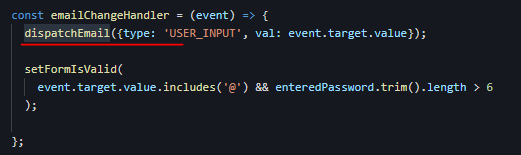 const emailChangeHandler = (event) => {
dispatchEmail({type: 'USER_INPUT', val: event.target.value});
setFormIsValid(
event.target.value.includes('@') && enteredPassword.trim().length > 6
);
};